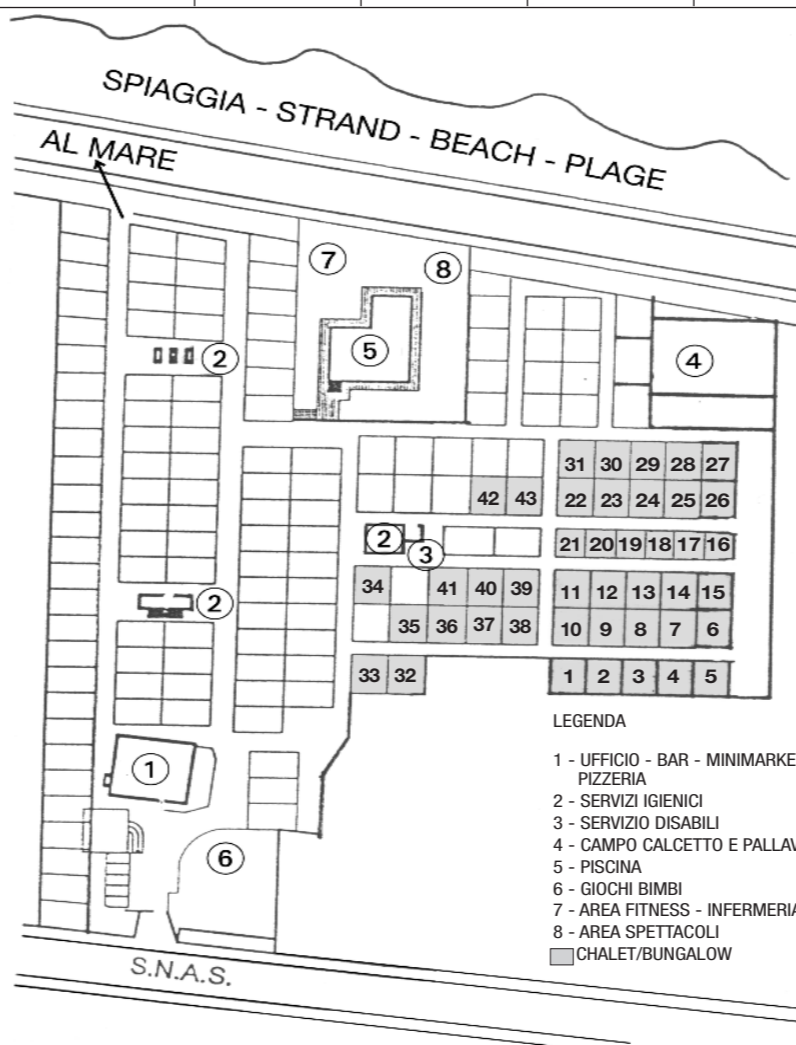 SPIAGGIA - STRAND - BEACH - PLAGE
AL MARE
7
8
2
5
4
31 30 29 28 27
42 43
22 23 24 25 26
2
3
21 20 19 18 17 16
34
41 40 39
11 12 13 14 15
2
35 36 37 38
10 9 8 7 6
33 32
1 2 3 4 5
1
6
LEGENDA
1 - UFFICIO - BAR - MINIMARKE
PIZZERIA
2 - SERVIZI IGIENICI
3 - SERVIZIO DISABILI
4 - CAMPO CALCETTO E PALLAV
5 - PISCINA
6 - GIOCHI BIMBI
7 - AREA FITNESS - INFERMERIA
8 - AREA SPETTACOLI
CHALET/BUNGALOW
S.N.A.S.